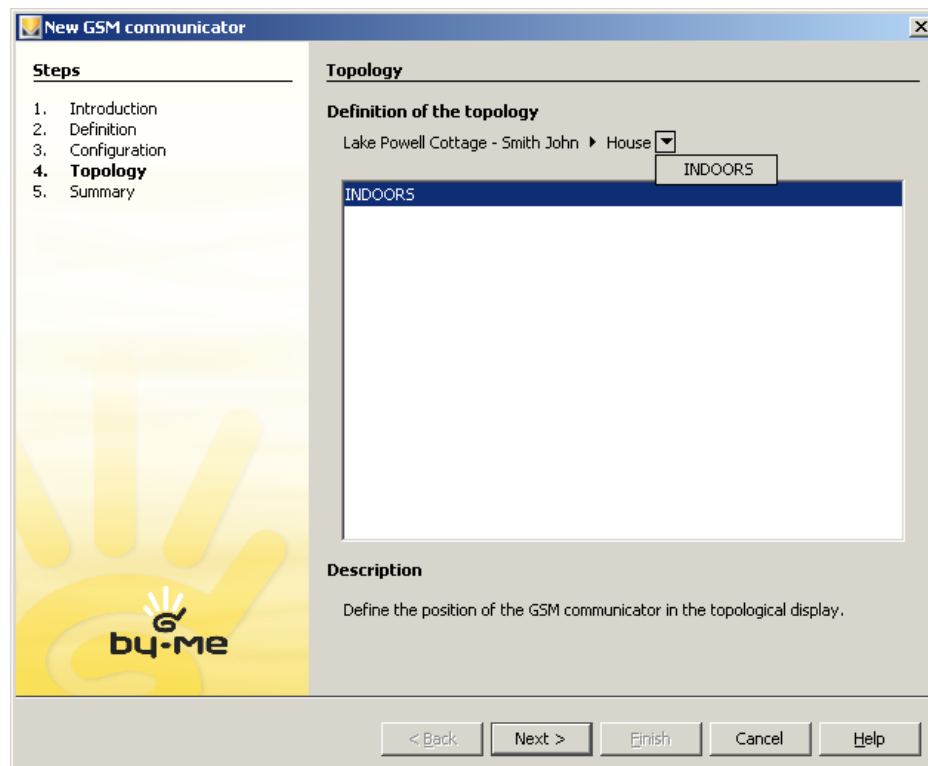 New GSM communicator
Steps
1. Introduction
2. Definition
3. Configuration
4. Topology
5. Summary
Topology
Definition of the topology
Lake Powell Cottage - Smith John House
INDOORS
INDOORS
Description
Define the position of the GSM communicator in the topological display.
by-me
< Back
Next >
Finish
Cancel
Help